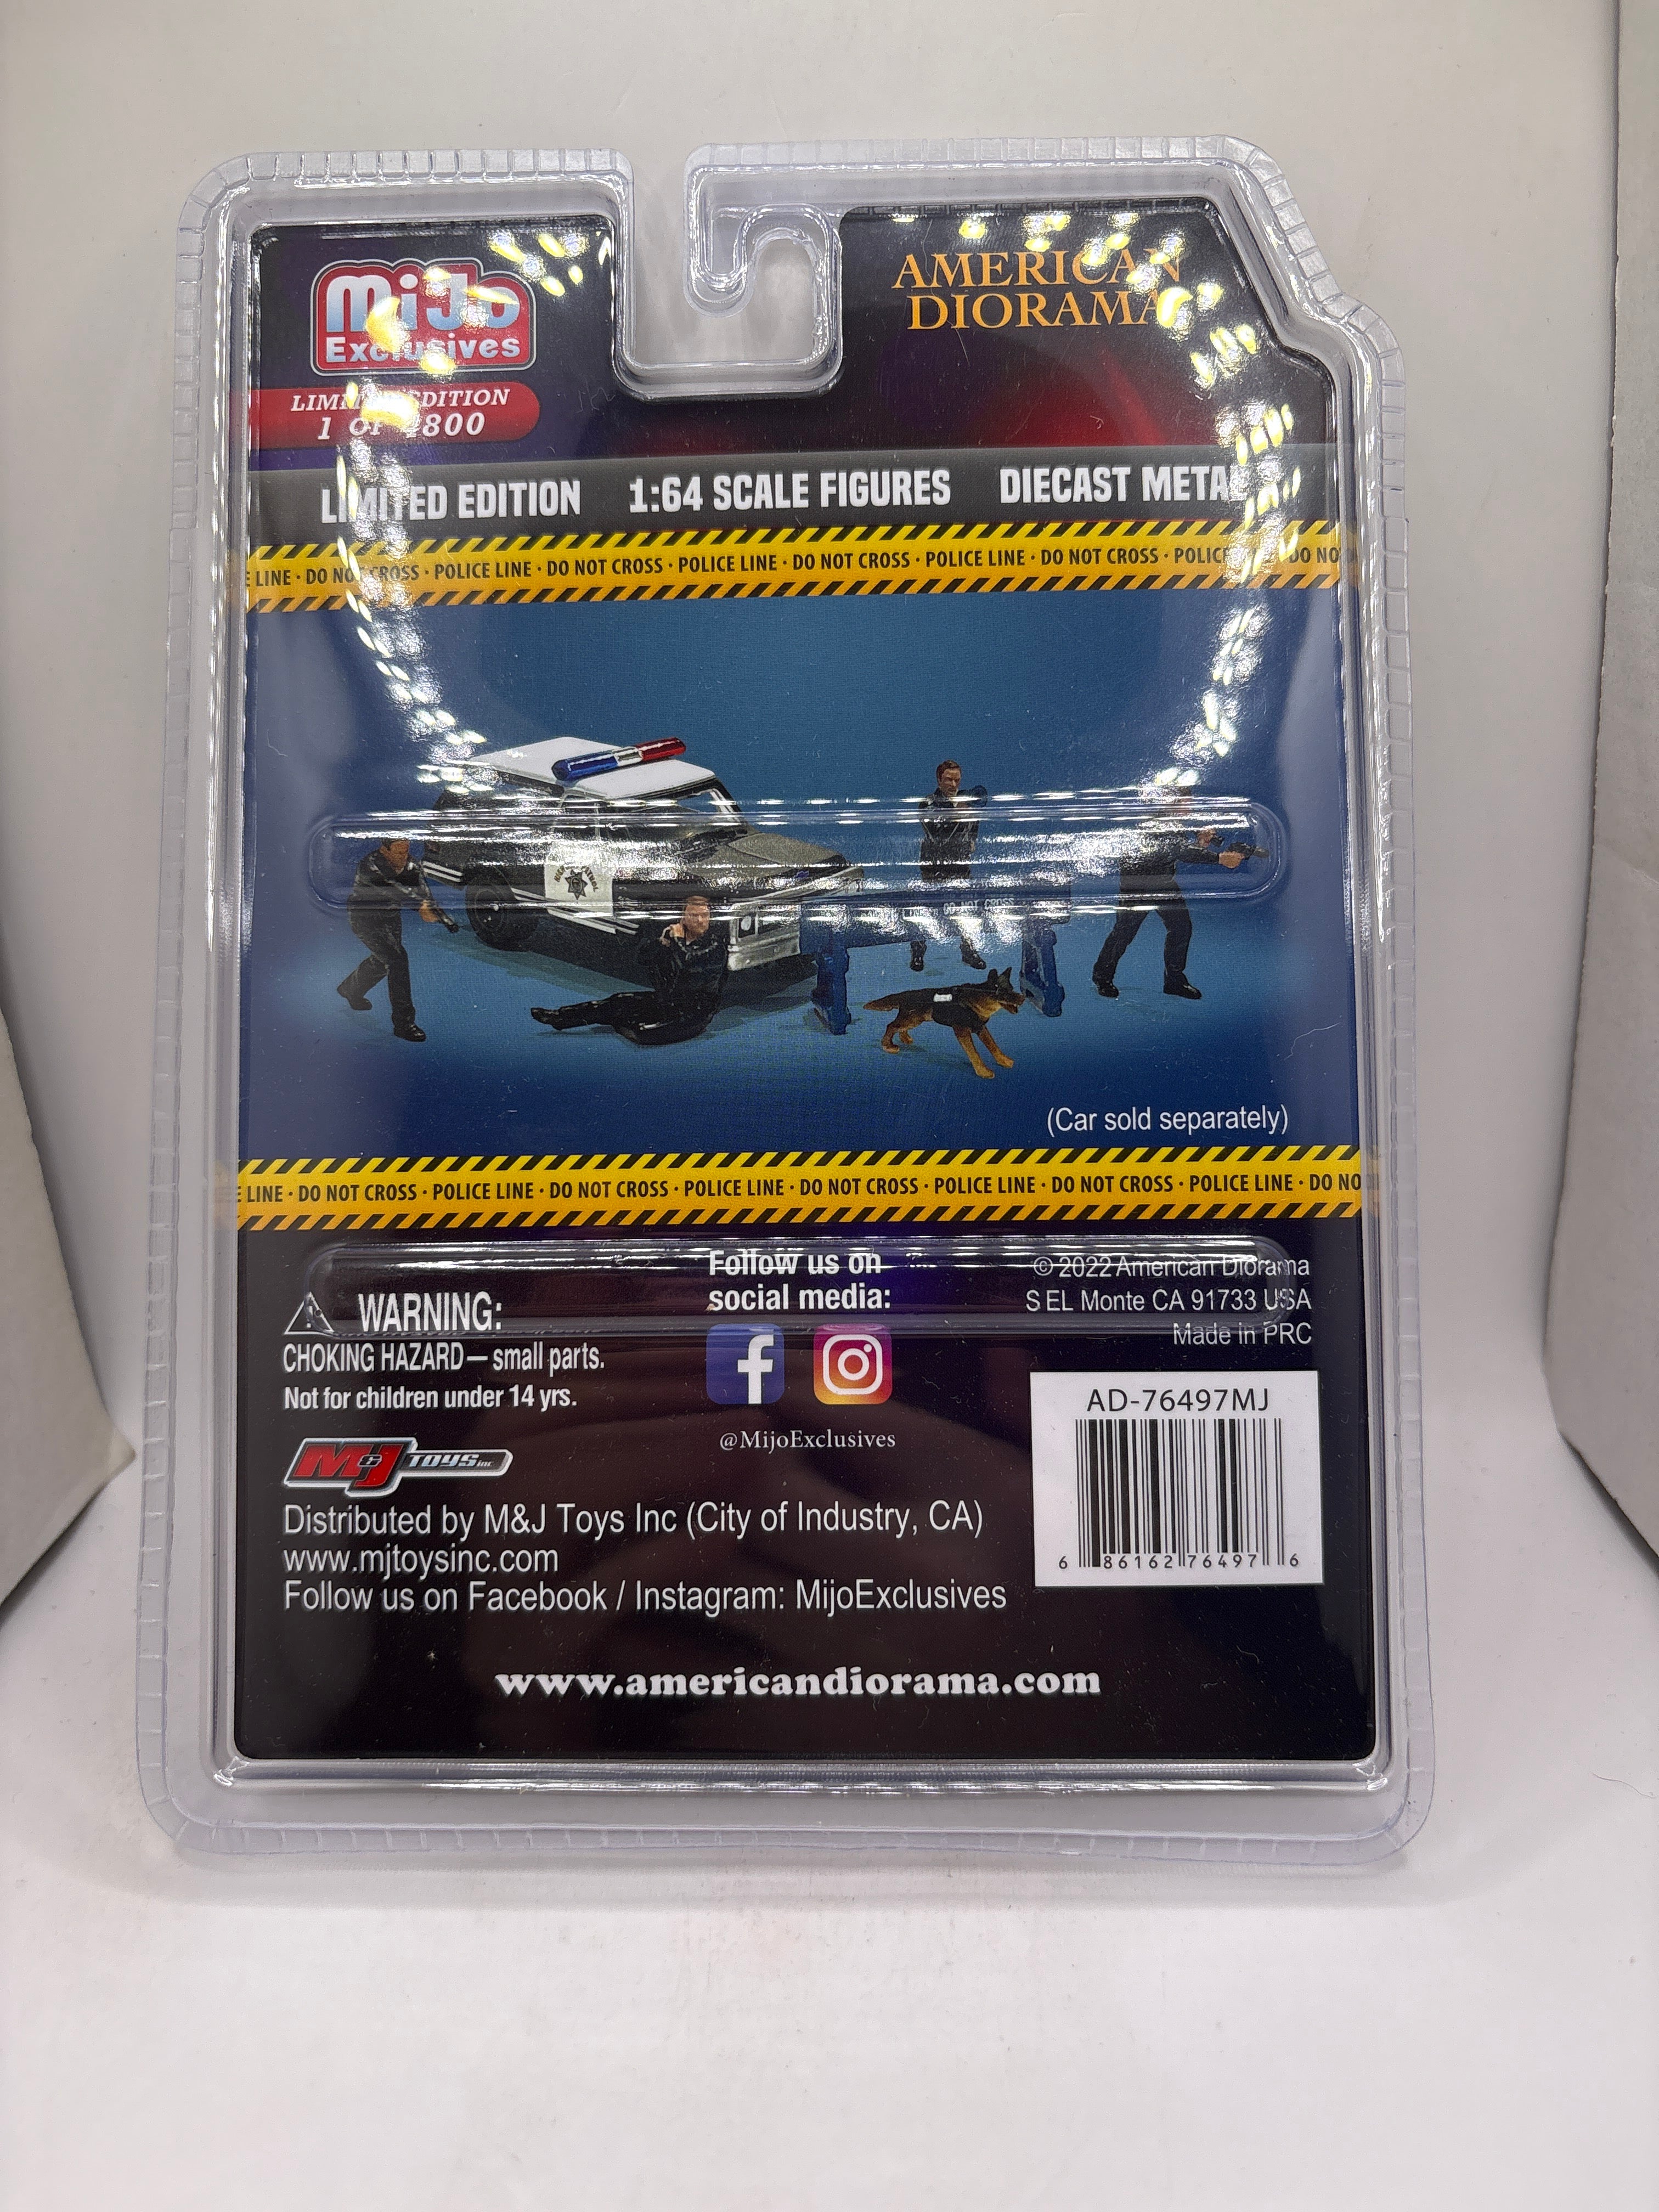 MiJo
Exclusives
AMERICAN
DIORAMA
LIMITED EDITION
1 OF 4800
LIMITED EDITION 1:64 SCALE FIGURES DIECAST METAL
LINE · DO NOT CROSS · POLICE LINE · DO NOT CROSS · POLICE LINE · DO NOT CROSS · POLICE LINE · DO NOT CROSS · POLICE DO NO
DO NOT CROSS
(Car sold separately)
E LINE · DO NOT CROSS · POLICE LINE · DO NOT CROSS · POLICE LINE · DO NOT CROSS · POLICE LINE · DO NOT CROSS · POLICE LINE · DO NO
WARNING:
CHOKING HAZARD — small parts.
Not for children under 14 yrs.
Follow us on
social media:
@MijoExclusives
© 2022 American Diorama
S EL Monte CA 91733 USA
Made in PRC
AD-76497MJ
6 86162 76497 6
M&J TOYS inc
Distributed by M&J Toys Inc (City of Industry, CA)
www.mjtoysinc.com
Follow us on Facebook / Instagram: MijoExclusives
www.americandiorama.com